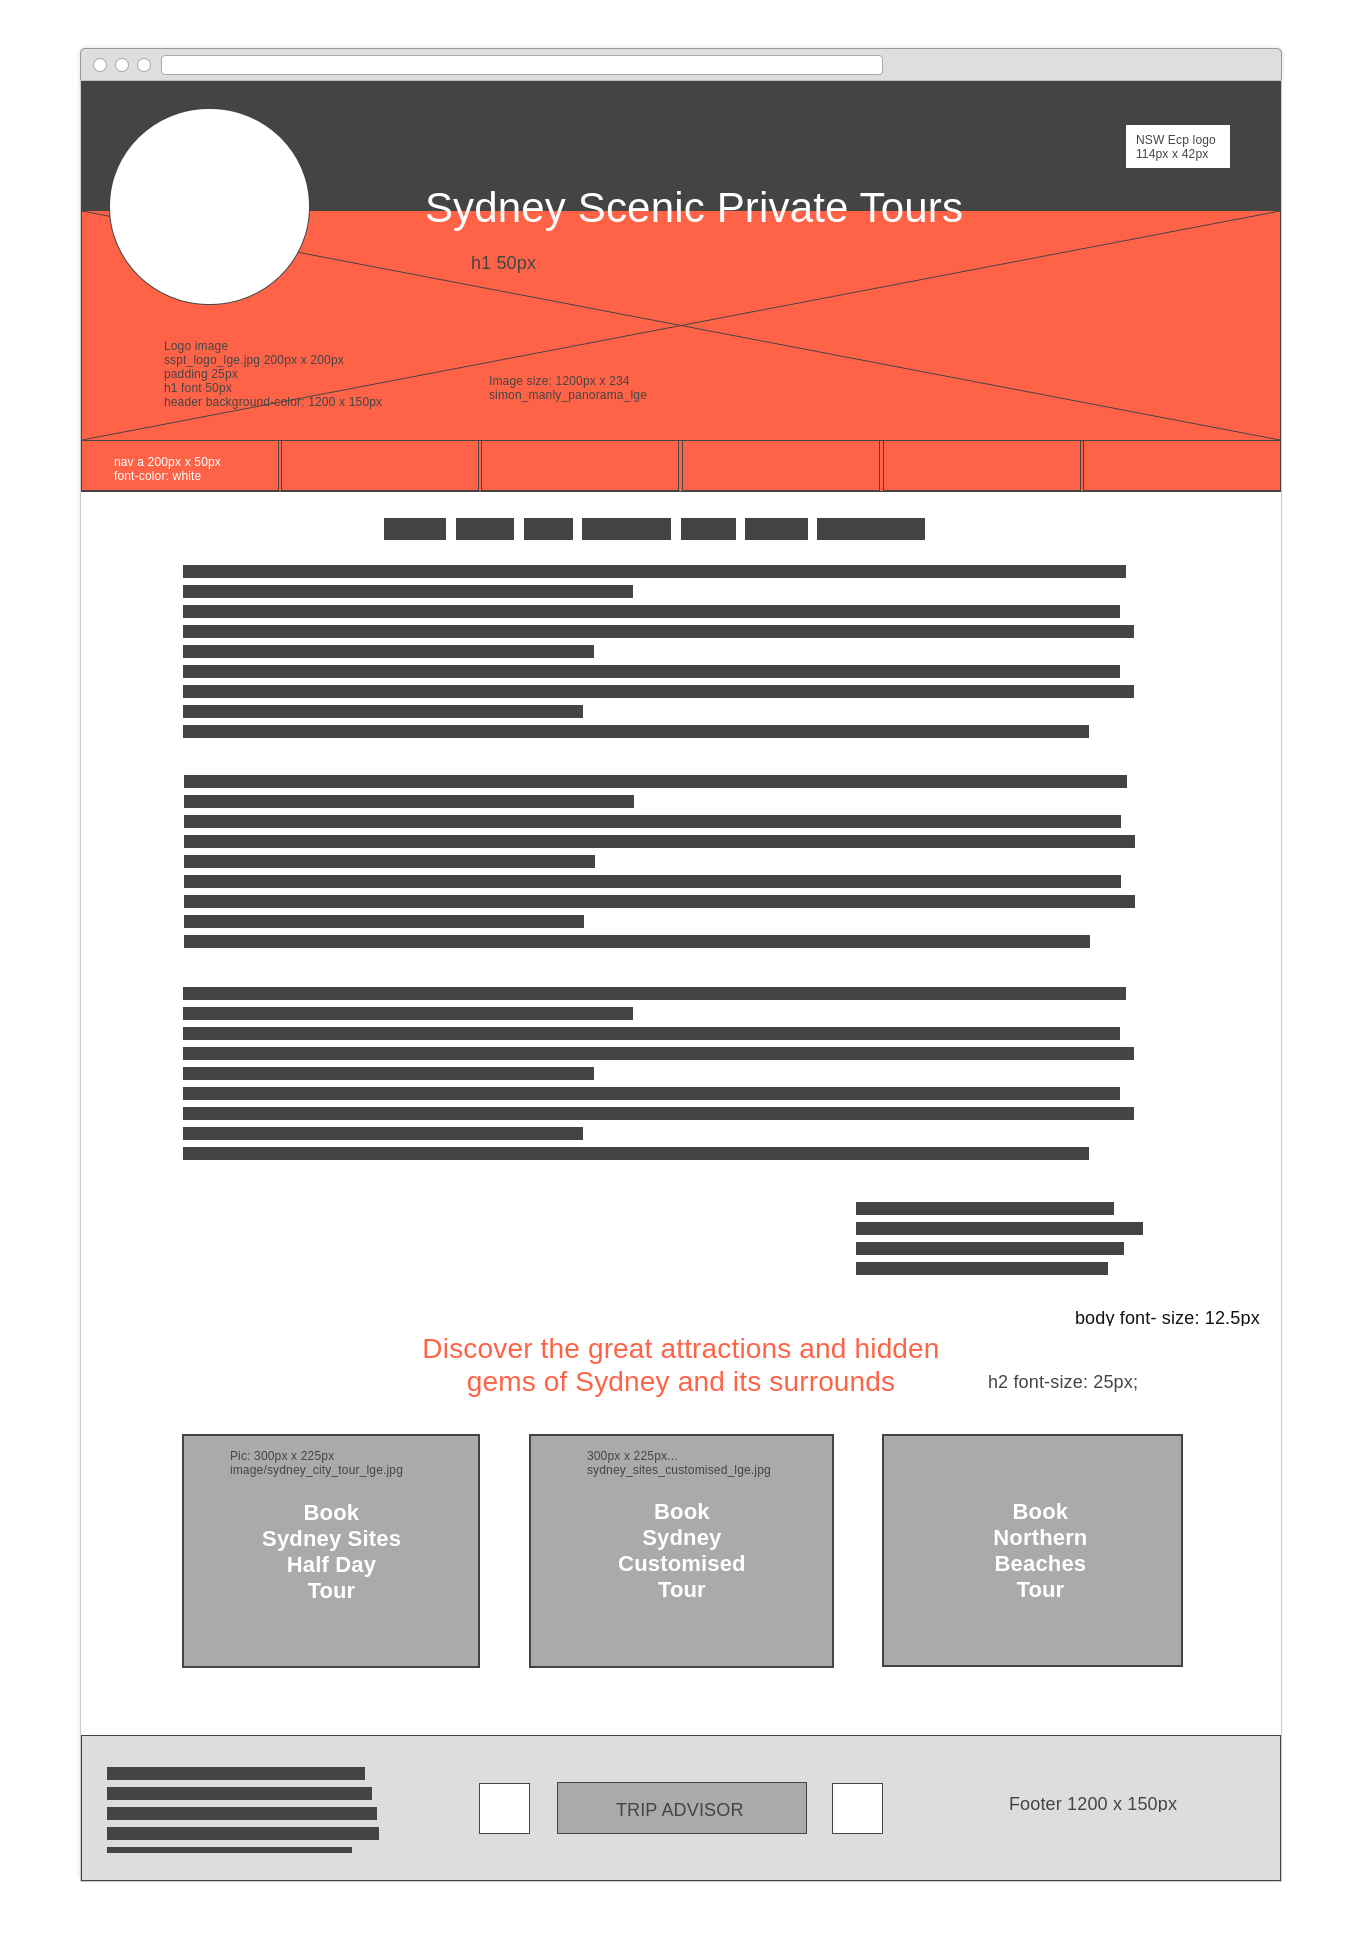 NSW Ecp logo
114px x 42px
Sydney Scenic Private Tours
h1 50px
Logo image
sspt_logo_lge.jpg 200px x 200px
padding 25px
h1 font 50px
header background-color: 1200 x 150px
Image size: 1200px x 234
simon_manly_panorama_lge
nav a 200px x 50px
font-color: white
body font- size: 12.5px
Discover the great attractions and hidden
gems of Sydney and its surrounds
h2 font-size: 25px;
Pic: 300px x 225px
image/sydney_city_tour_lge.jpg
Book
Sydney Sites
Half Day
Tour
300px x 225px...
sydney_sites_customised_lge.jpg
Book
Sydney
Customised
Tour
Book
Northern
Beaches
Tour
TRIP ADVISOR
Footer 1200 x 150px